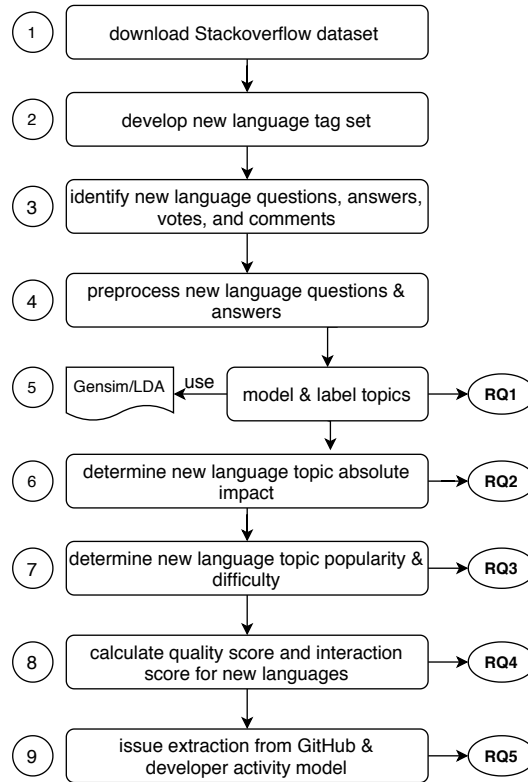 1
download Stackoverflow dataset
2
develop new language tag set
3
identify new language questions, answers,
votes, and comments
4
preprocess new language questions &
answers
5
Gensim/LDA
use
model & label topics
RQ1
6
determine new language topic absolute
impact
RQ2
7
determine new language topic popularity &
difficulty
RQ3
8
calculate quality score and interaction
score for new languages
RQ4
9
issue extraction from GitHub &
developer activity model
RQ5